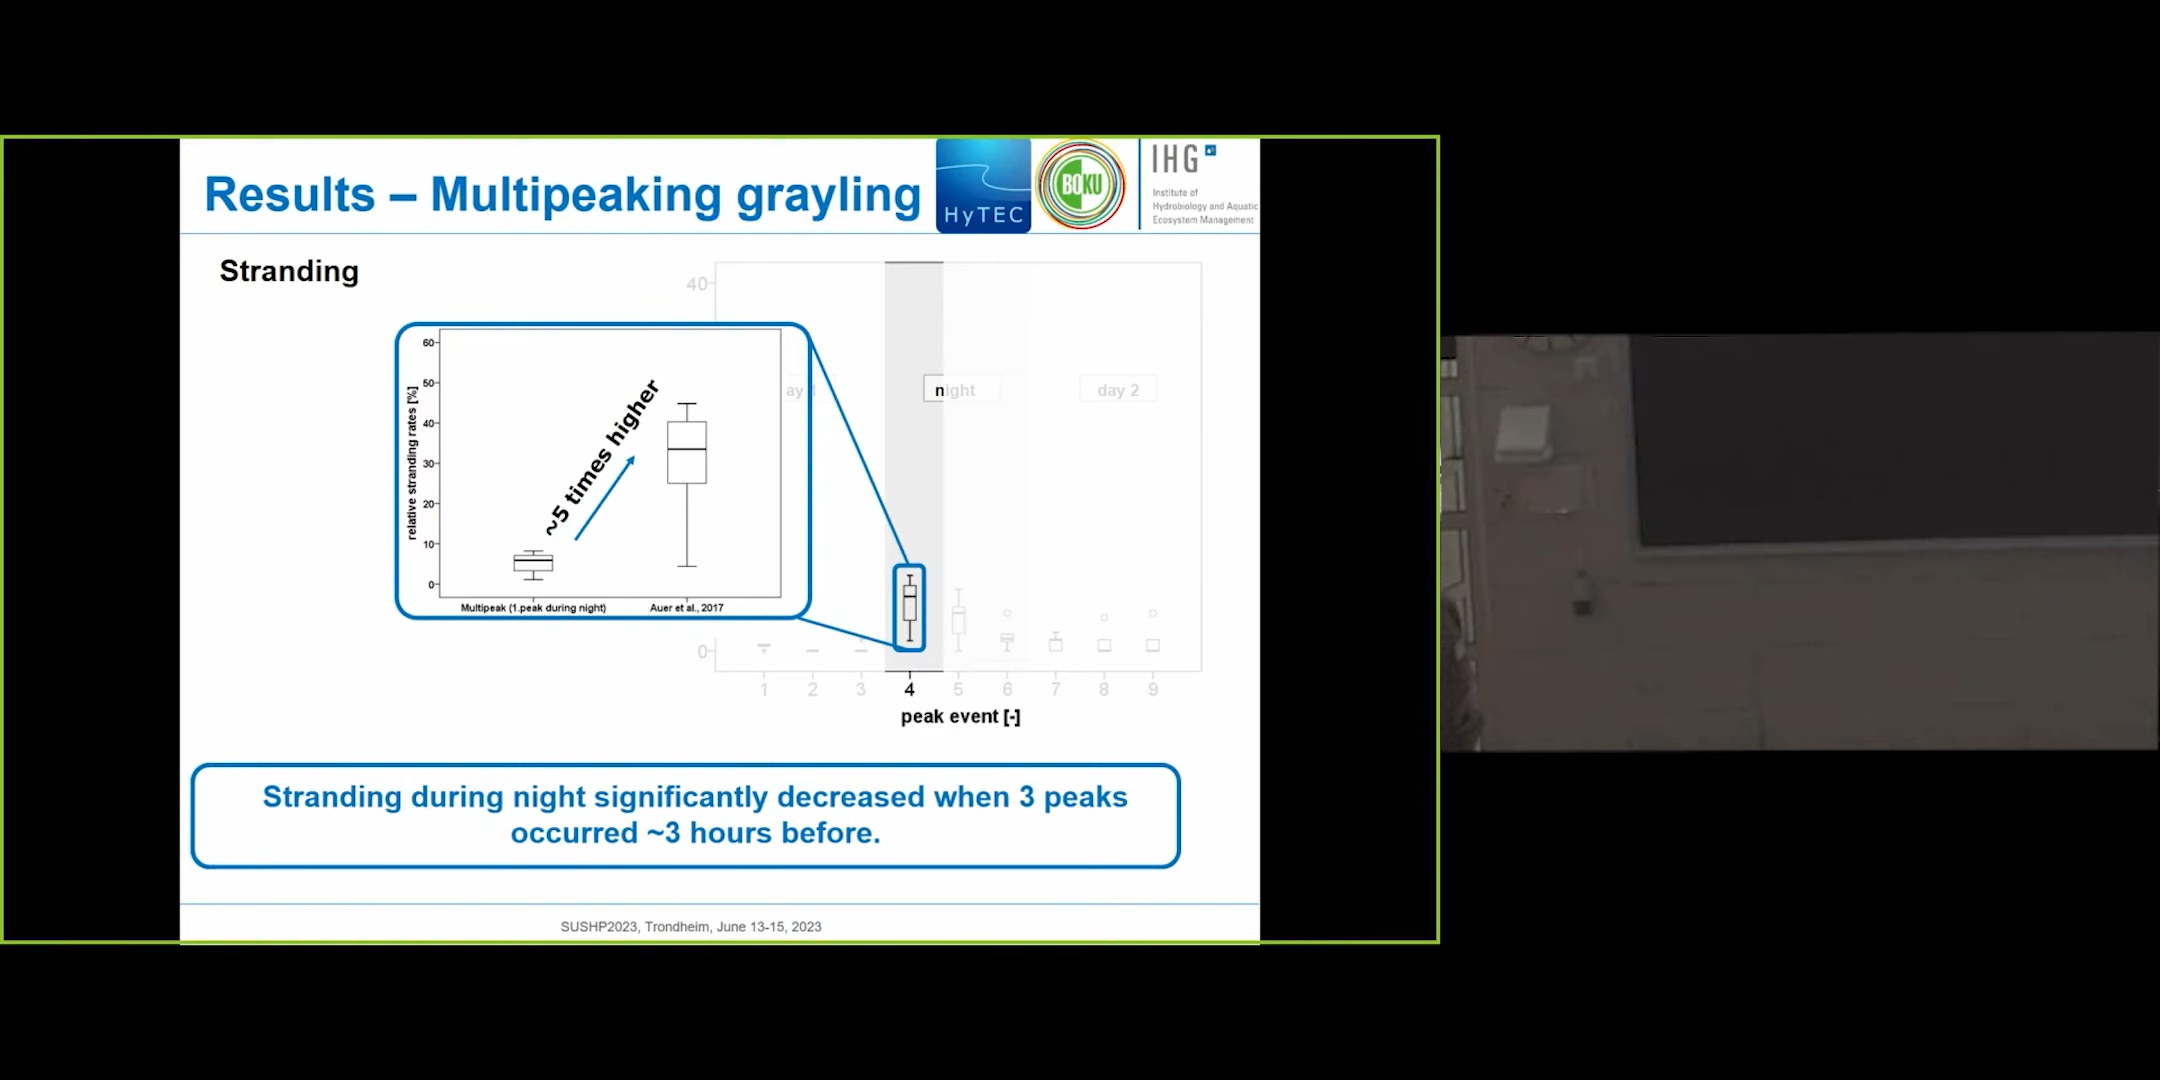 Results – Multipeaking grayling
HyTEC
BOKU
IHG
Institute of
Hydrobiology and Aquatic
Ecosystem Management
Stranding
40
0
night
day 2
relative stranding rates [%]
60
50
40
30
20
10
0
~5 times higher
Multipeak (1.peak during night)
Auer et al., 2017
1 2 3 4 5 6 7 8 9
peak event [-]
Stranding during night significantly decreased when 3 peaks
occurred ~3 hours before.
SUSHP2023, Trondheim, June 13-15, 2023